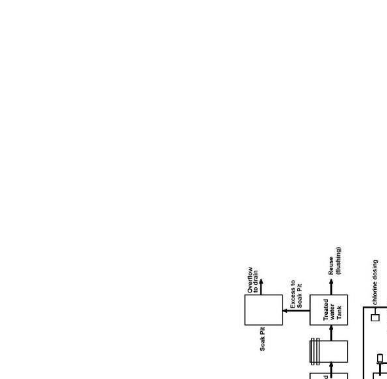 Overflow
to drain
Excess to
Soak Pit
Reuse
(flushing)
chlorine dosing
Soak Pit
Treated
water
Tank